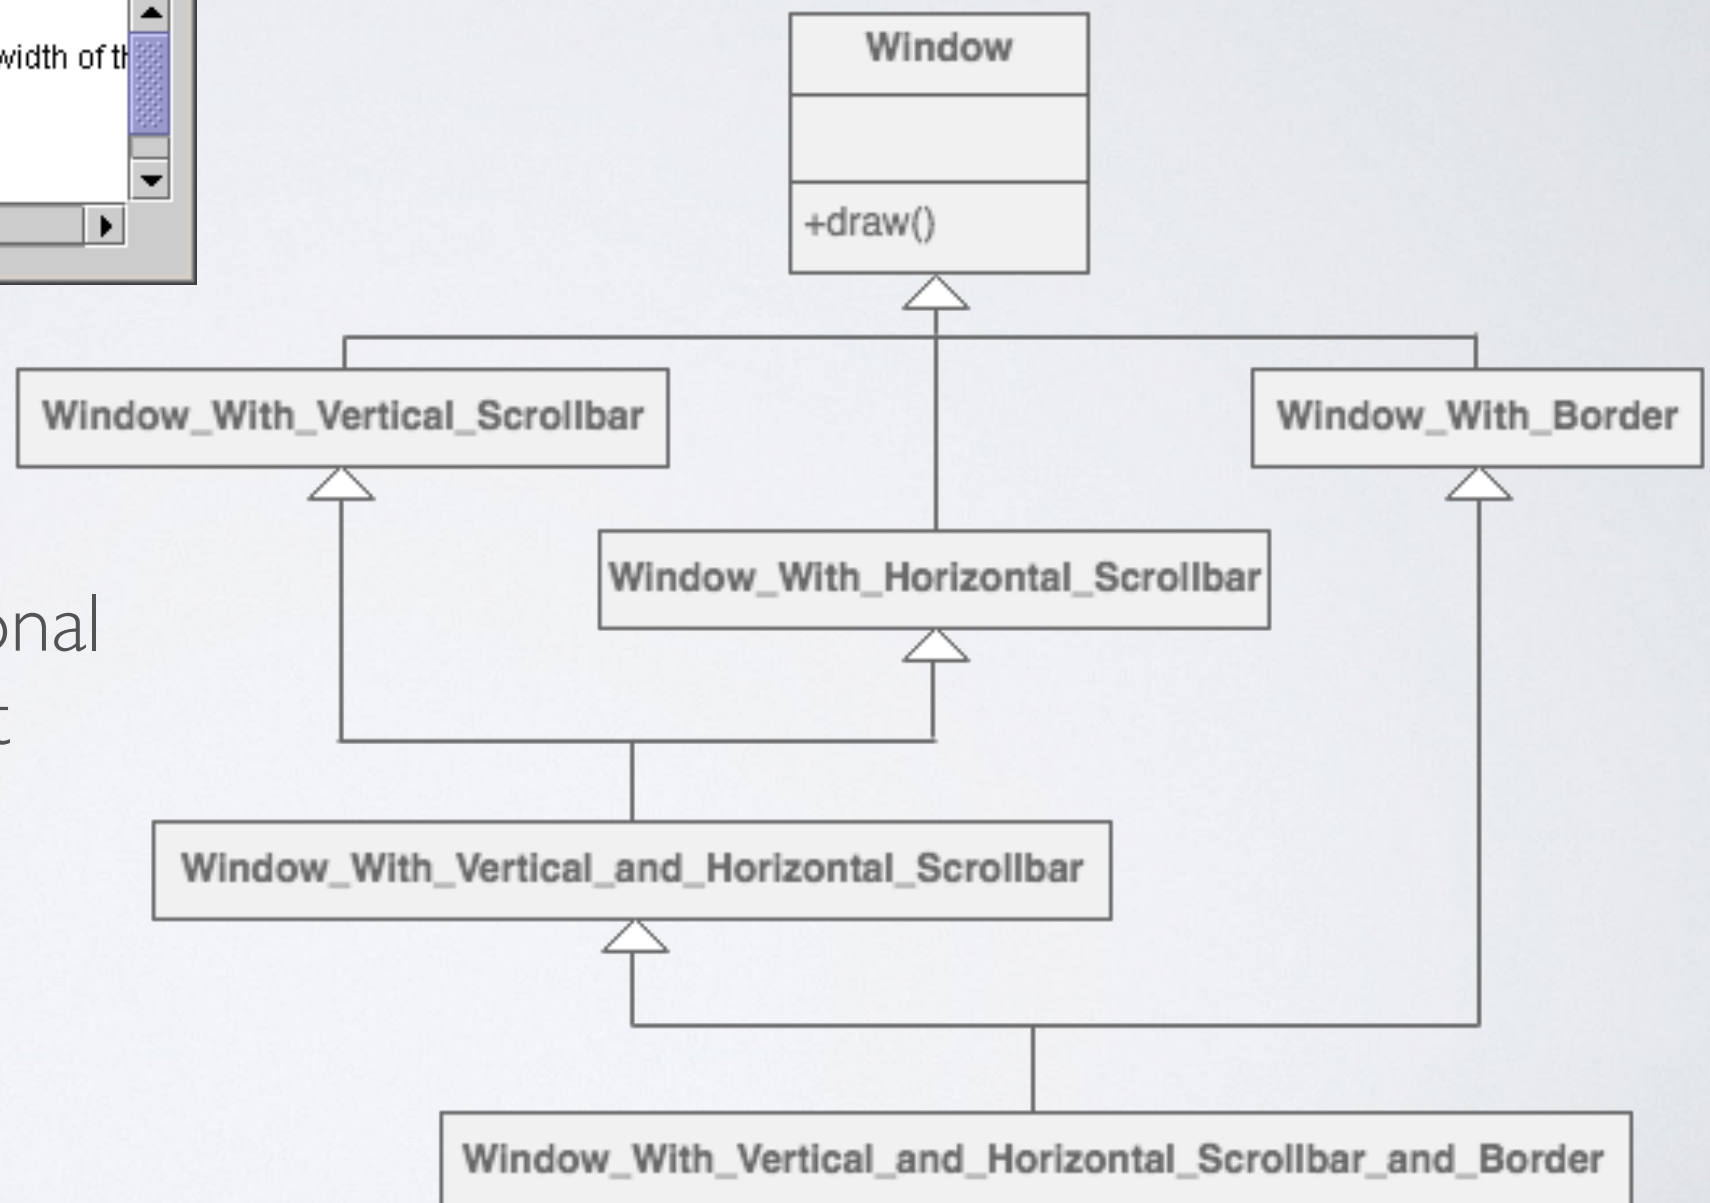 width of th
Window
+draw()
Window_With_Vertical_Scrollbar
Window_With_Border
Window_With_Horizontal_Scrollbar
onal
t
Window_With_Vertical_and_Horizontal_Scrollbar
Window_With_Vertical_and_Horizontal_Scrollbar_and_Border